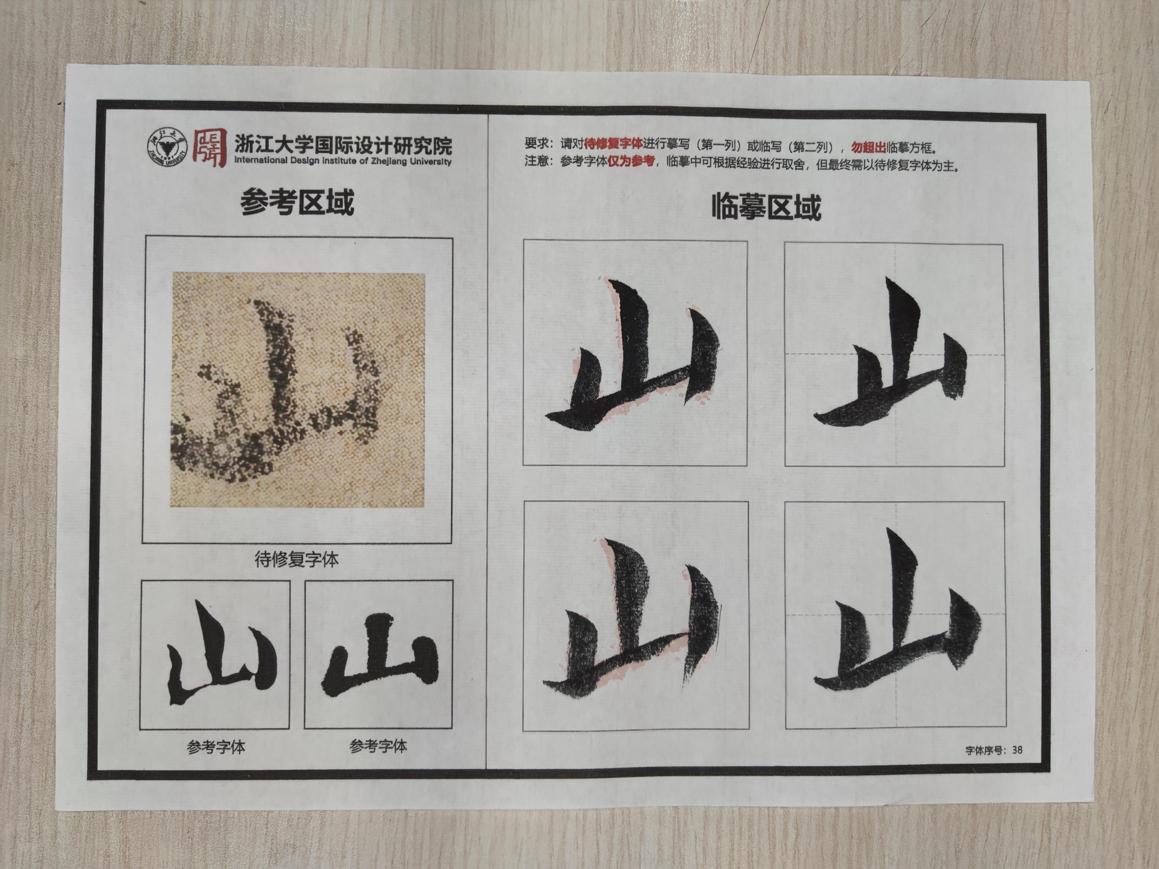 浙江大学国际设计研究院
International Design Institute of Zhejiang University
参考区域
山
待修复字体
山
山
参考字体
参考字体
要求：请对待修复字体进行摹写（第一列）或临写（第二列），勿超出临摹方框。
注意：参考字体仅为参考，临摹中可根据经验进行取舍，但最终需以待修复字体为主。
临摹区域
山
山
山
山
字体序号：38